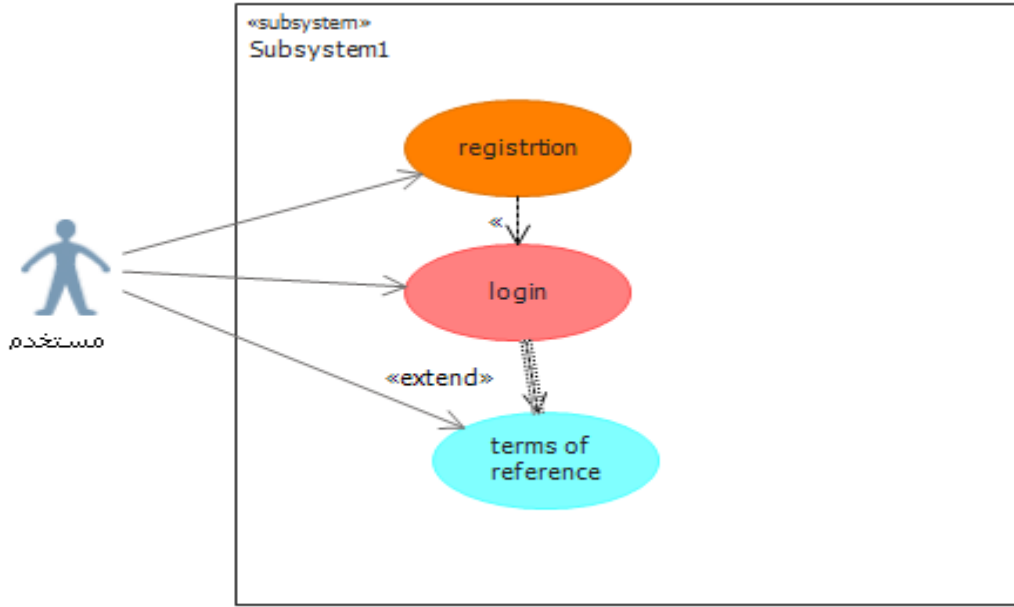 «subsystem»
Subsystem1
registrtion
«
login
مستخدم
«extend»
terms of
reference